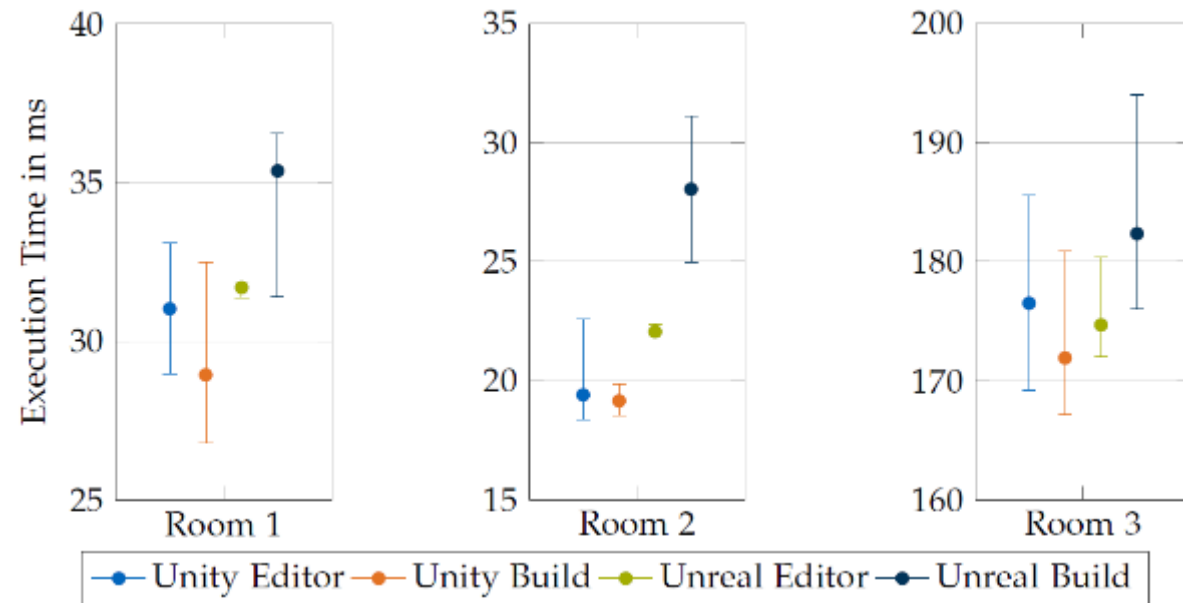 Execution Time in ms
40
35
30
25
Room 1
35
30
25
20
15
Room 2
200
190
180
170
160
Room 3
Unity Editor Unity Build Unreal Editor Unreal Build